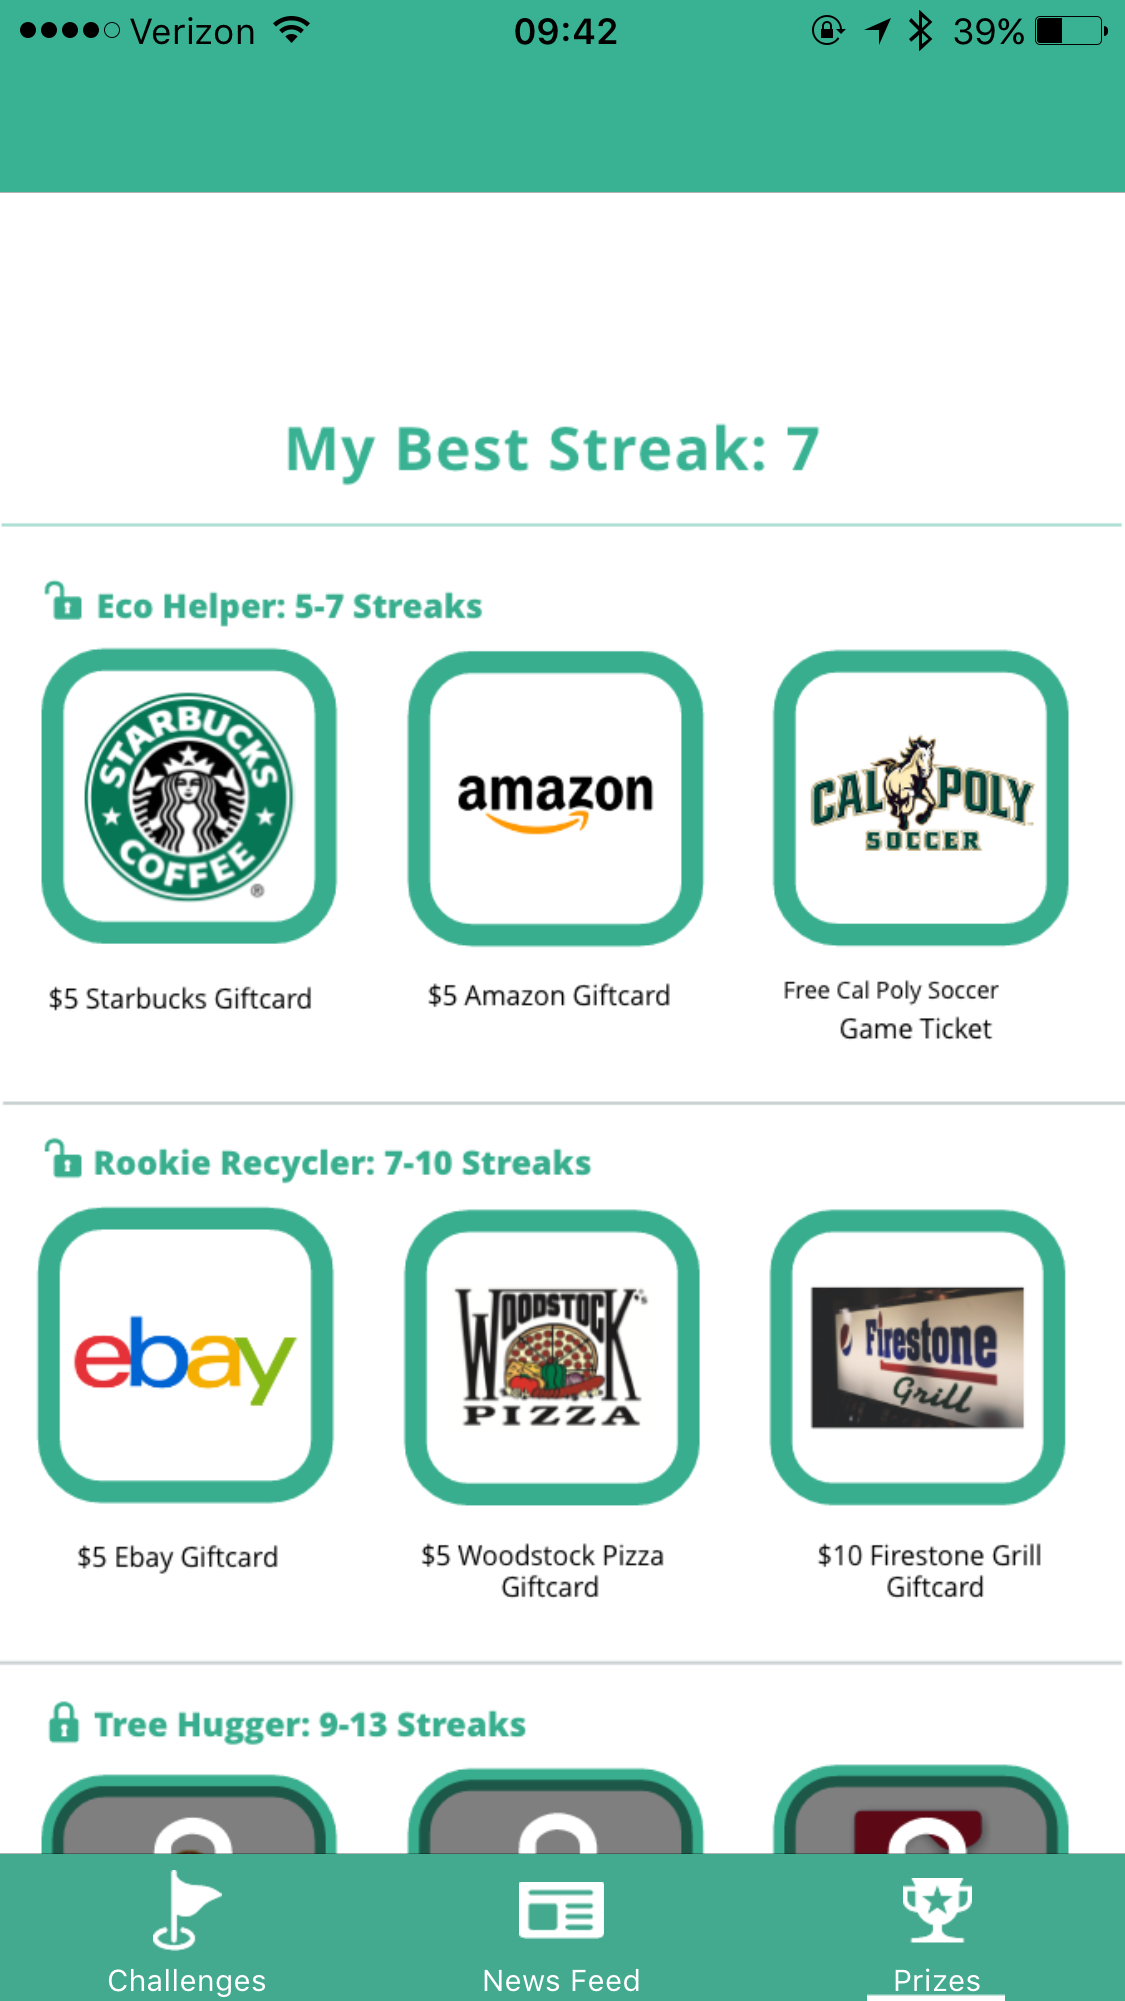 Verizon 09:42 39%
My Best Streak: 7
Eco Helper: 5-7 Streaks
STARBUCKS COFFEE ®
amazon
CAL POLY
SOCCER
$5 Starbucks Giftcard
$5 Amazon Giftcard
Free Cal Poly Soccer
Game Ticket
Rookie Recycler: 7-10 Streaks
ebay
WOODSTOCK's
PIZZA
Firestone
Grill
$5 Ebay Giftcard
$5 Woodstock Pizza
Giftcard
$10 Firestone Grill
Giftcard
Tree Hugger: 9-13 Streaks
Challenges
News Feed
Prizes